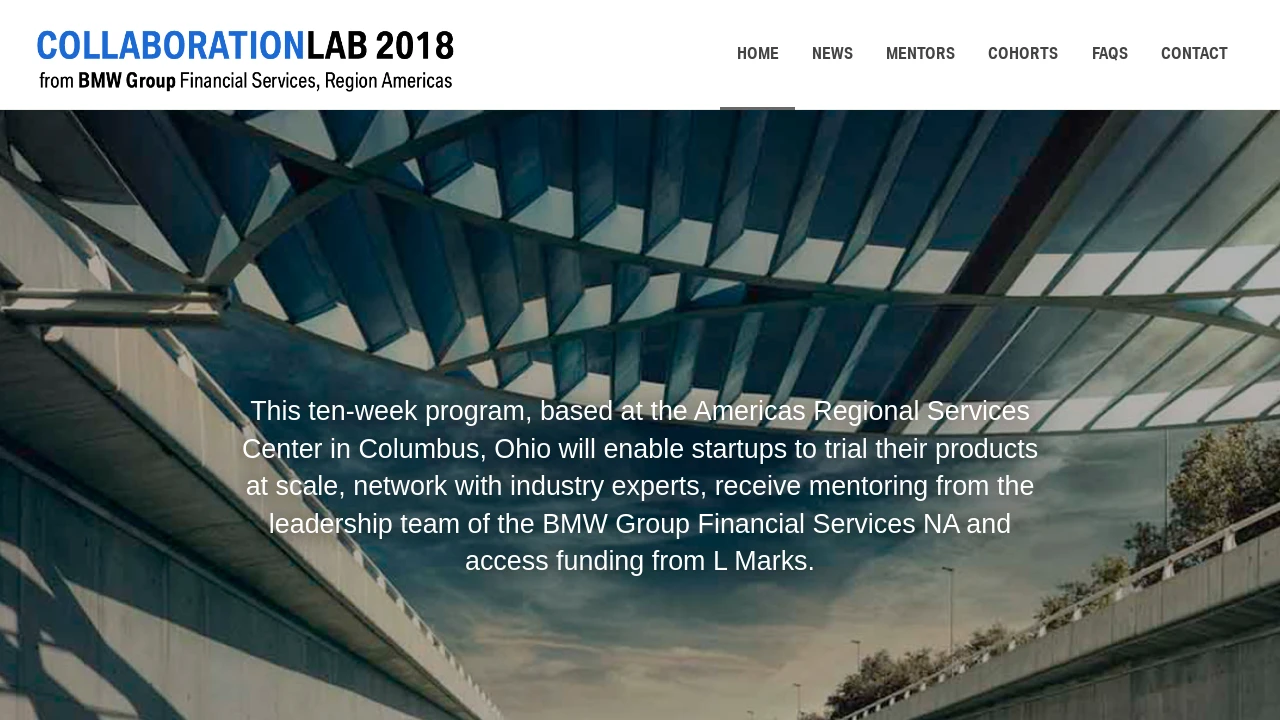 COLLABORATIONLAB 2018
from BMW Group Financial Services, Region Americas
HOME NEWS MENTORS COHORTS FAQS CONTACT
This ten-week program, based at the Americas Regional Services
Center in Columbus, Ohio will enable startups to trial their products
at scale, network with industry experts, receive mentoring from the
leadership team of the BMW Group Financial Services NA and
access funding from L Marks.